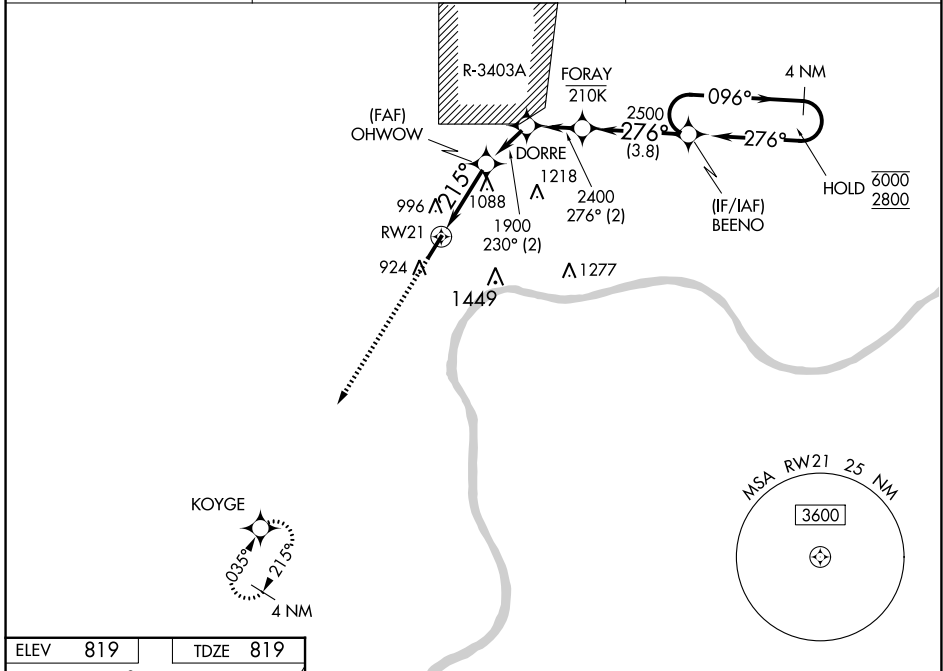 R-3403A
FORAY
210K
4 NM
096°
2500
276°
(3.8)
276°
(FAF)
OHWOW
DORRE
HOLD 6000
2800
(IF/IAF)
BEENO
215°
1218
2400
276° (2)
996
1088
1900
230° (2)
RW21
924
1277
1449
KOYGE
035°
215°
4 NM
MSA RW21 25 NM
3600
ELEV 819
TDZE 819